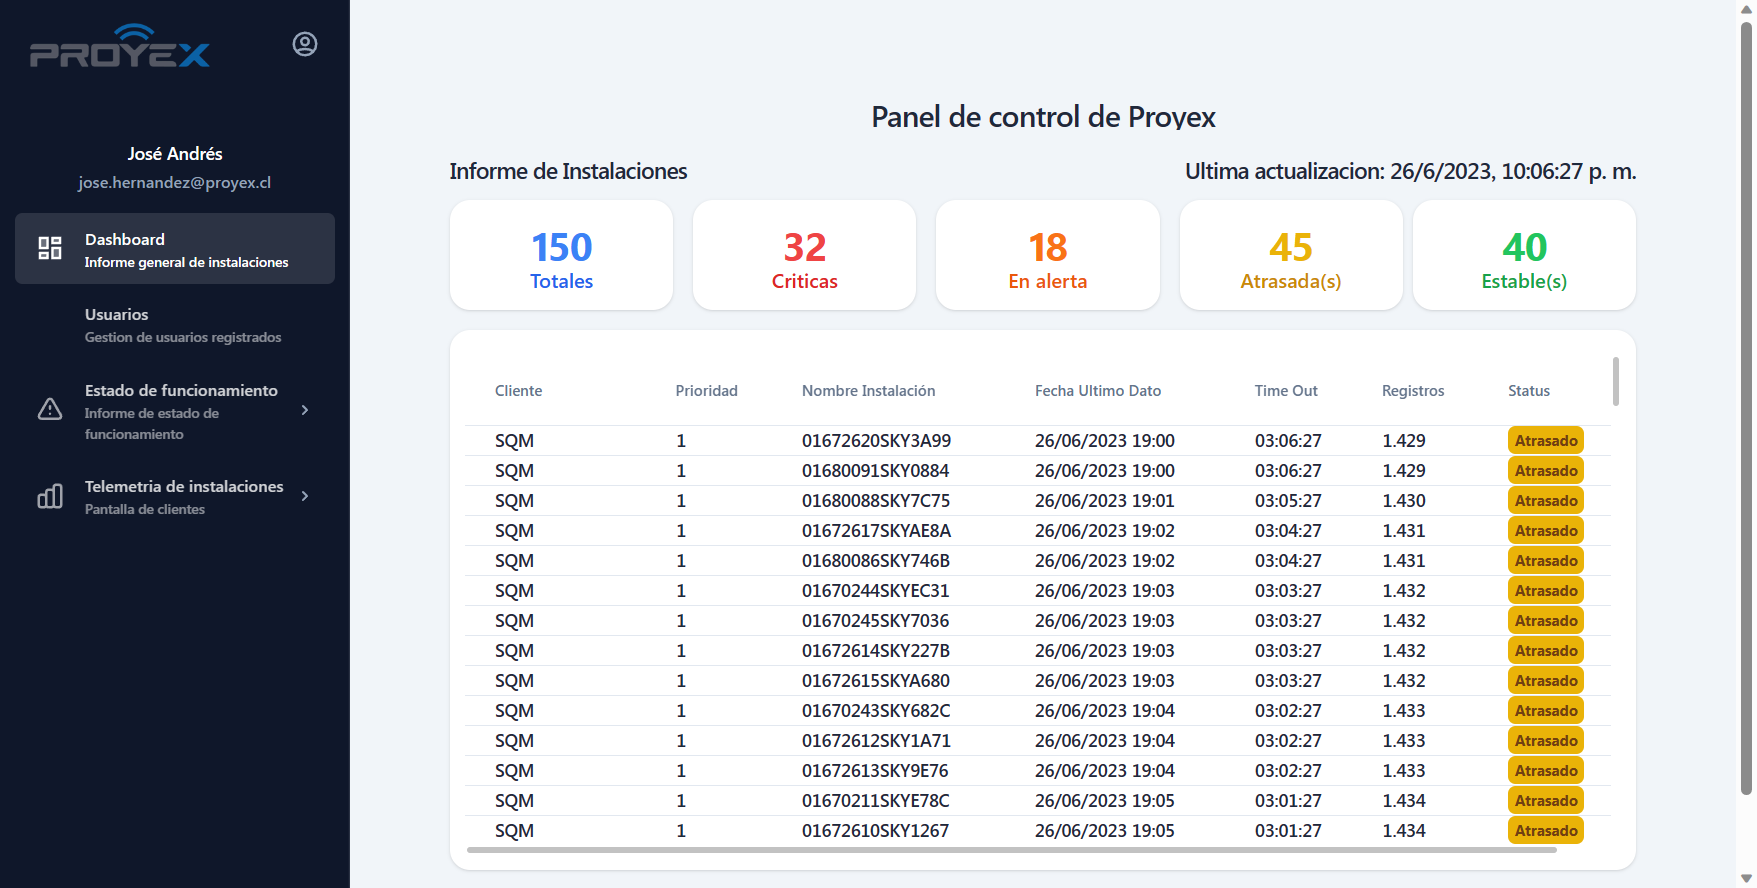 PROYEX
José Andrés
jose.hernandez@proyex.cl
Dashboard
Informe general de instalaciones
Usuarios
Gestion de usuarios registrados
Estado de funcionamiento
Informe de estado de
funcionamiento
Telemetria de instalaciones
Pantalla de clientes
Panel de control de Proyex
Informe de Instalaciones
Ultima actualizacion: 26/6/2023, 10:06:27 p. m.
150
Totales
32
Criticas
18
En alerta
45
Atrasada(s)
40
Estable(s)
Cliente Prioridad Nombre Instalación Fecha Ultimo Dato Time Out Registros Status
SQM 1 01672620SKY3A99 26/06/2023 19:00 03:06:27 1.429 Atrasado
SQM 1 01680091SKY0884 26/06/2023 19:00 03:06:27 1.429 Atrasado
SQM 1 01680088SKY7C75 26/06/2023 19:01 03:05:27 1.430 Atrasado
SQM 1 01672617SKYAE8A 26/06/2023 19:02 03:04:27 1.431 Atrasado
SQM 1 01680086SKY746B 26/06/2023 19:02 03:04:27 1.431 Atrasado
SQM 1 01670244SKYEC31 26/06/2023 19:03 03:03:27 1.432 Atrasado
SQM 1 01670245SKY7036 26/06/2023 19:03 03:03:27 1.432 Atrasado
SQM 1 01672614SKY227B 26/06/2023 19:03 03:03:27 1.432 Atrasado
SQM 1 01672615SKYA680 26/06/2023 19:03 03:03:27 1.432 Atrasado
SQM 1 01670243SKY682C 26/06/2023 19:04 03:02:27 1.433 Atrasado
SQM 1 01672612SKY1A71 26/06/2023 19:04 03:02:27 1.433 Atrasado
SQM 1 01672613SKY9E76 26/06/2023 19:04 03:02:27 1.433 Atrasado
SQM 1 01670211SKYE78C 26/06/2023 19:05 03:01:27 1.434 Atrasado
SQM 1 01672610SKY1267 26/06/2023 19:05 03:01:27 1.434 Atrasado